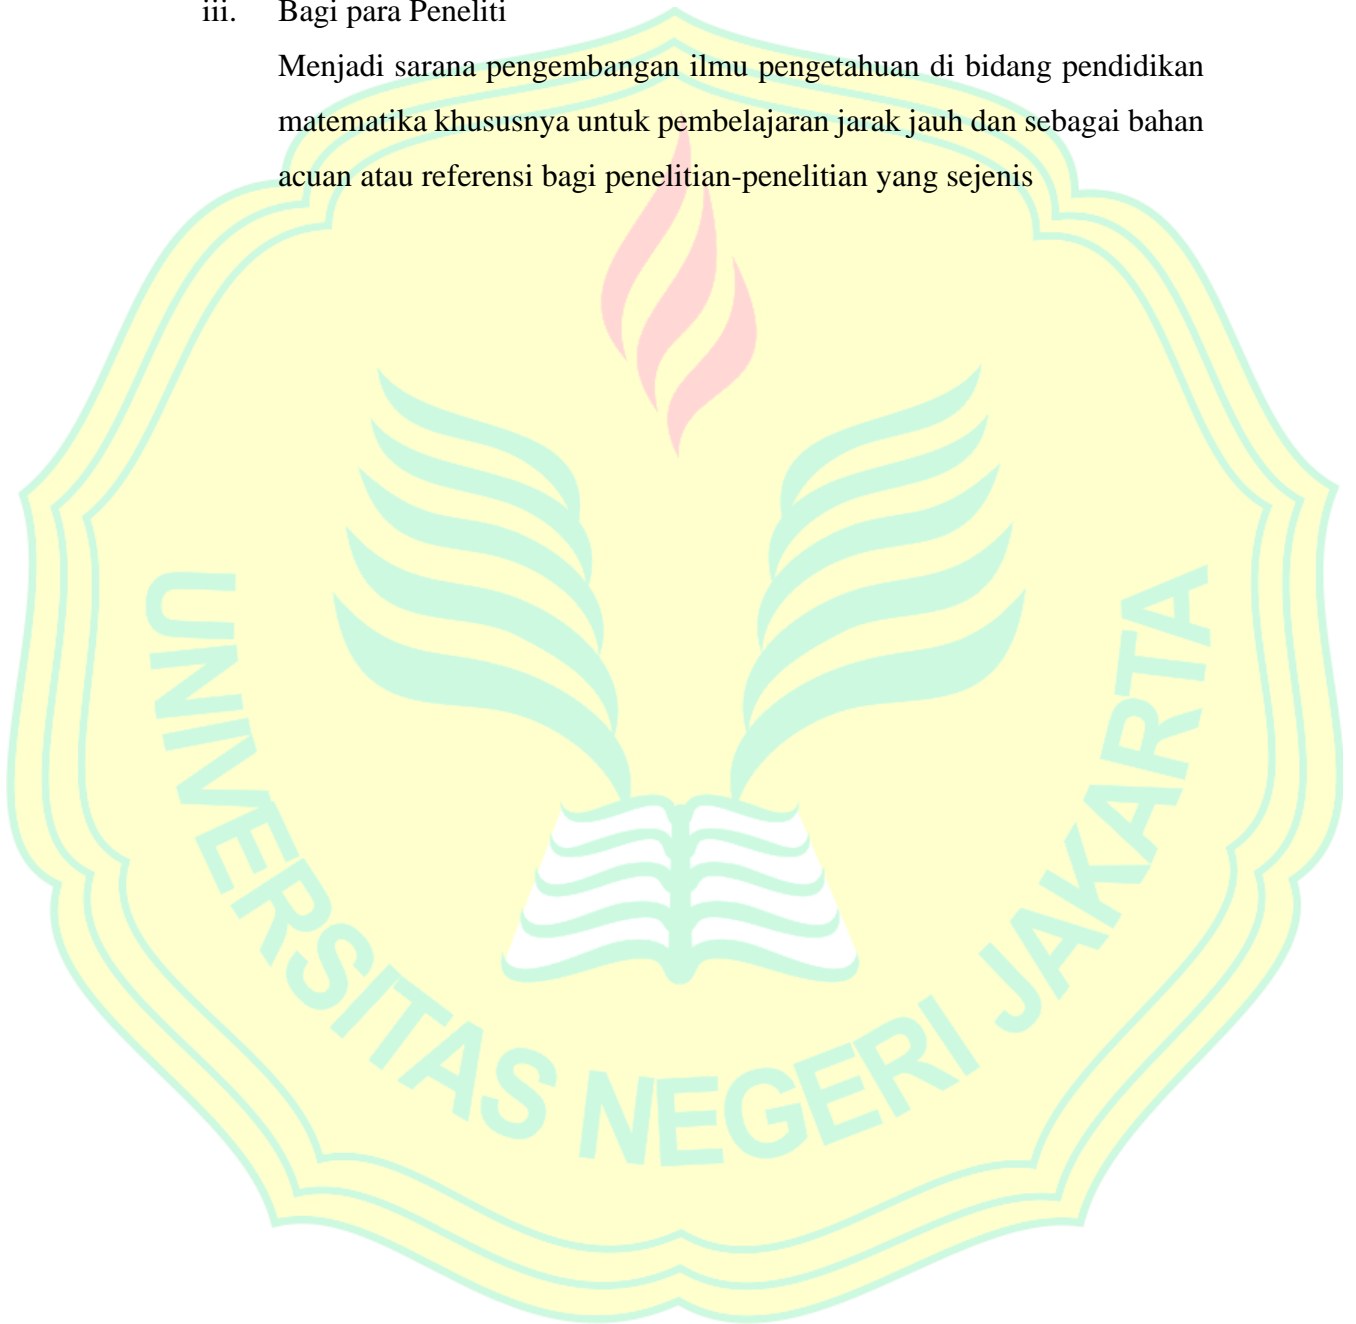 iii. Bagi para Peneliti
Menjadi sarana pengembangan ilmu pengetahuan di bidang pendidikan
matematika khususnya untuk pembelajaran jarak jauh dan sebagai bahan
acuan atau referensi bagi penelitian-penelitian yang sejenis
UNIVERSITAS NEGERI JAKARTA